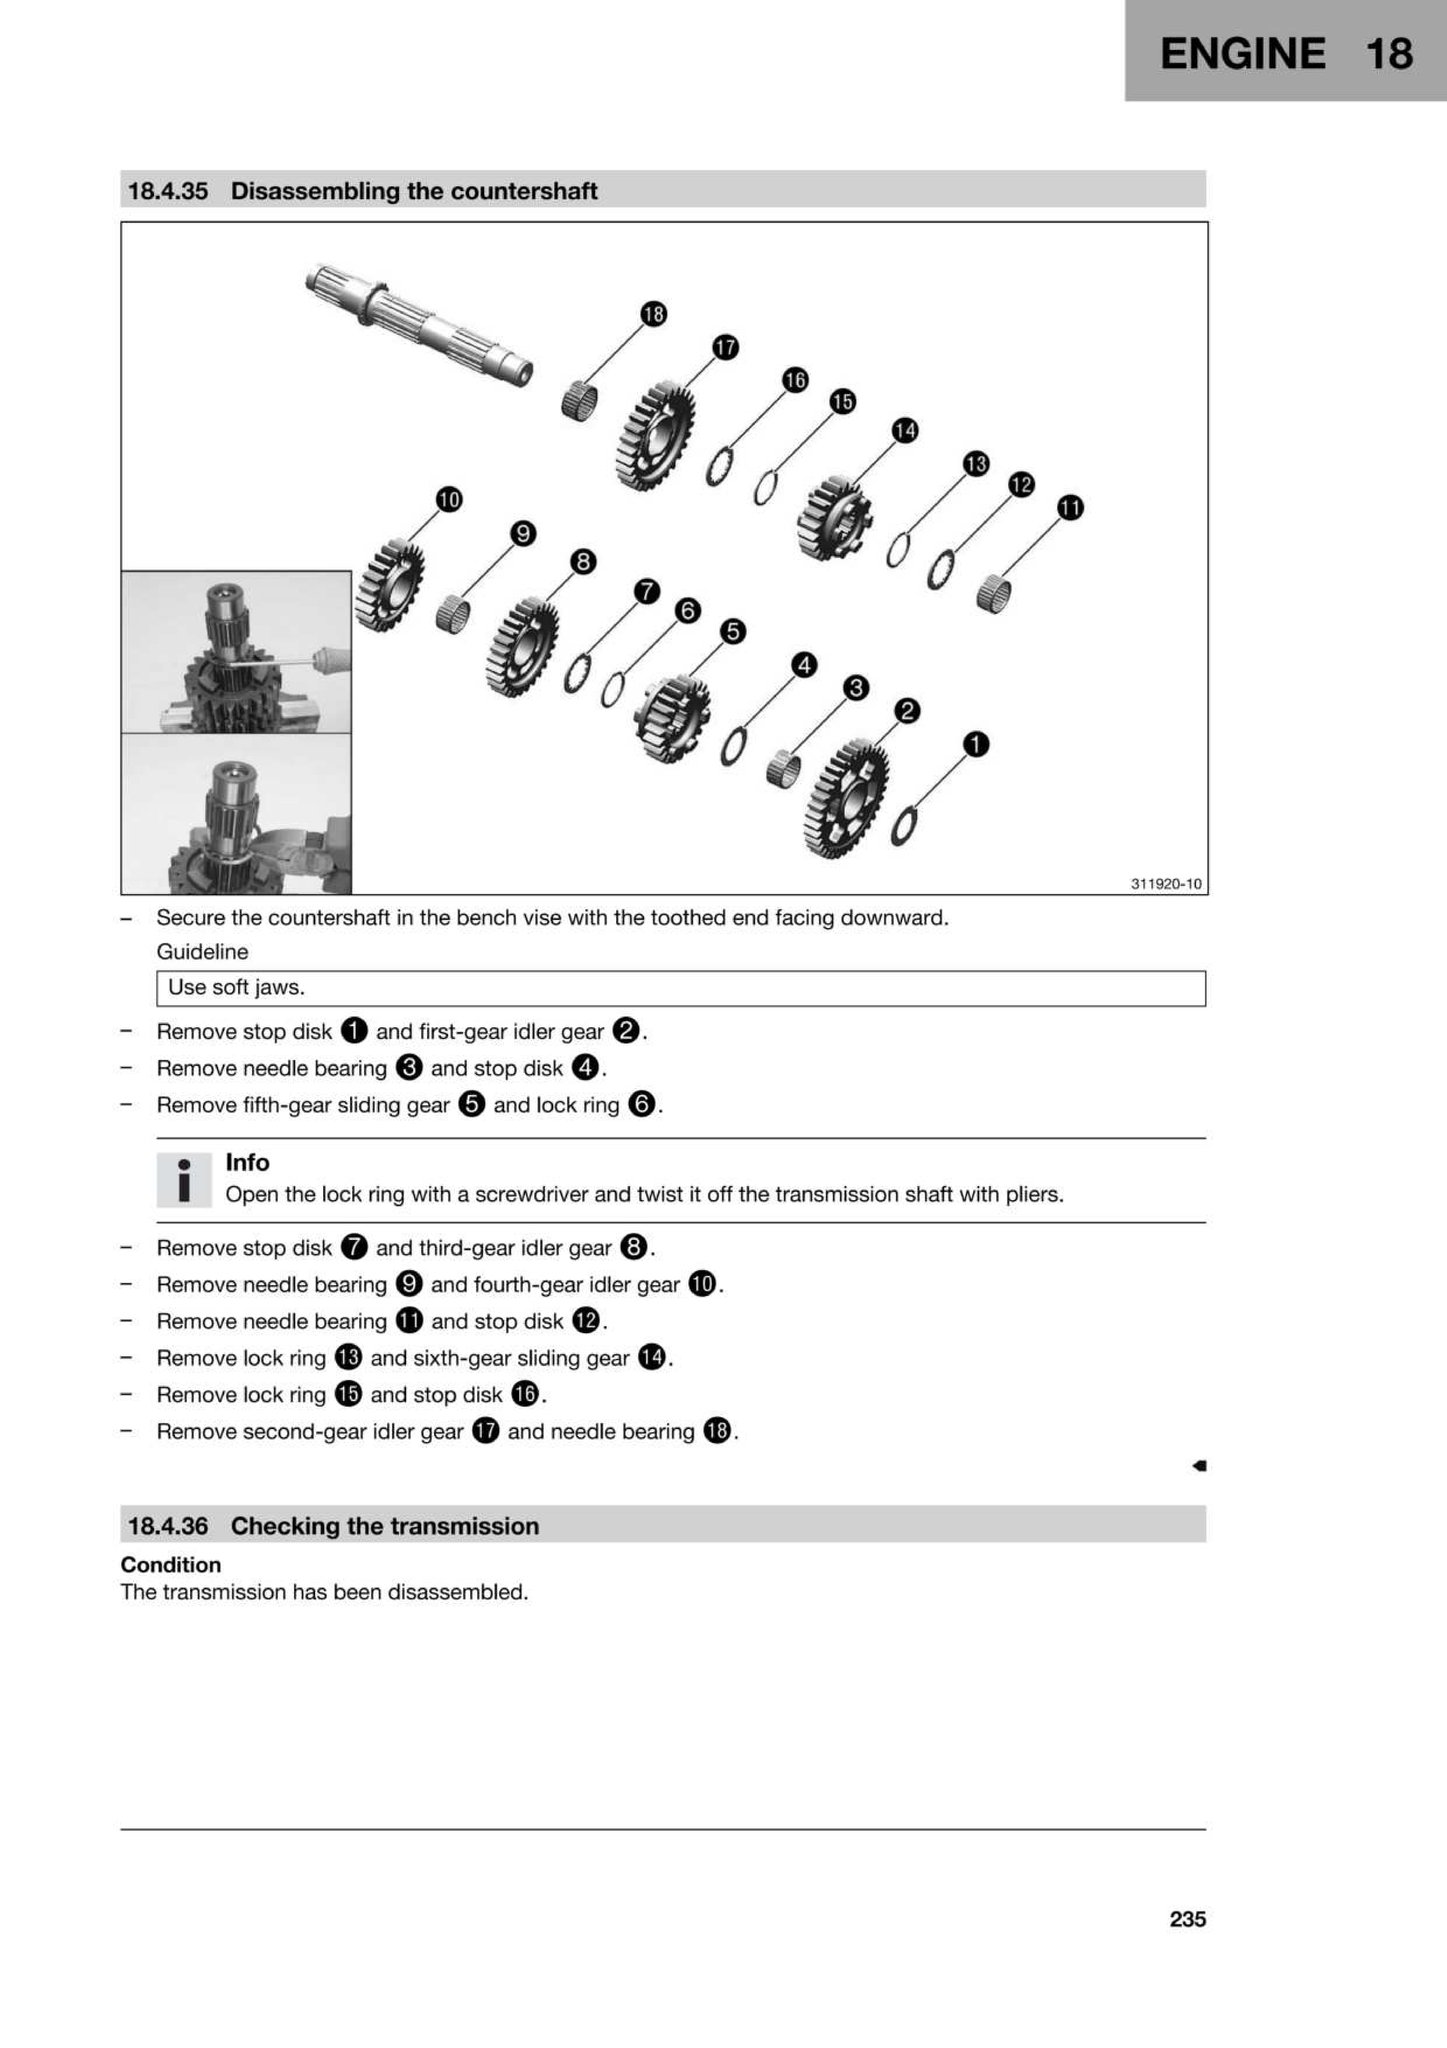 ENGINE 18
18.4.35 Disassembling the countershaft
18
17
16
15
14
13
12
11
10
9
8
7
6
5
4
3
2
1
311920-10
– Secure the countershaft in the bench vise with the toothed end facing downward.
Guideline
Use soft jaws.
– Remove stop disk 1 and first-gear idler gear 2.
– Remove needle bearing 3 and stop disk 4.
– Remove fifth-gear sliding gear 5 and lock ring 6.
i Info
Open the lock ring with a screwdriver and twist it off the transmission shaft with pliers.
– Remove stop disk 7 and third-gear idler gear 8.
– Remove needle bearing 9 and fourth-gear idler gear 10.
– Remove needle bearing 11 and stop disk 12.
– Remove lock ring 13 and sixth-gear sliding gear 14.
– Remove lock ring 15 and stop disk 16.
– Remove second-gear idler gear 17 and needle bearing 18.
18.4.36 Checking the transmission
Condition
The transmission has been disassembled.
235